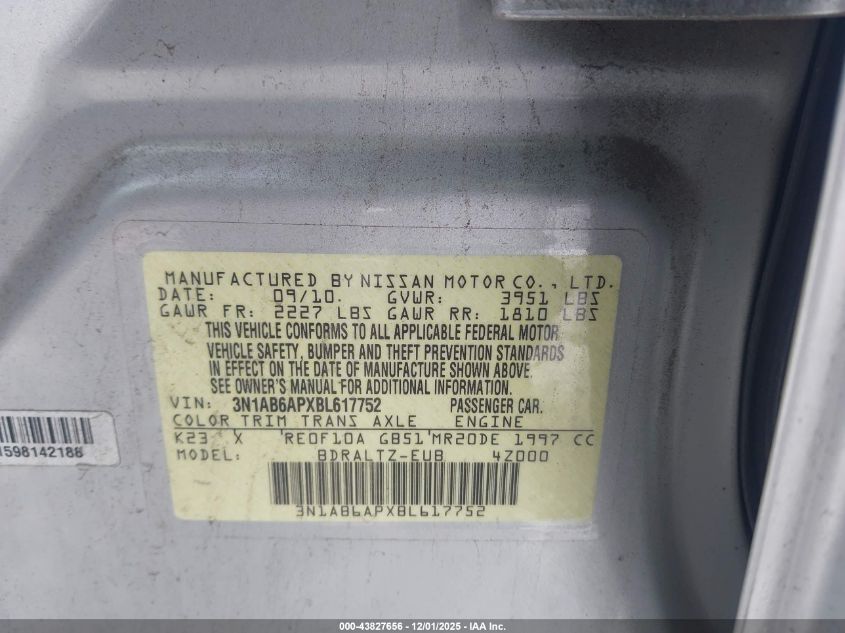 MANUFACTURED BY NISSAN MOTOR CO., LTD.
DATE: 09/10. GVWR: 3951 LBS
GAWR FR: 2227 LBS GAWR RR: 1810 LBS
THIS VEHICLE CONFORMS TO ALL APPLICABLE FEDERAL MOTOR
VEHICLE SAFETY, BUMPER AND THEFT PREVENTION STANDARDS
IN EFFECT ON THE DATE OF MANUFACTURE SHOWN ABOVE.
SEE OWNER'S MANUAL FOR ADDITIONAL INFORMATION.
VIN: 3N1AB6APXBL617752 PASSENGER CAR.
COLOR TRIM TRANS AXLE ENGINE
K23 X RE0F10A GB51 MR20DE 1997 CC
MODEL: BDRALTZ-EUB 4Z000
3N1AB6APXBL617752
1598142188
000-43827656 - 12/01/2025 - IAA Inc.